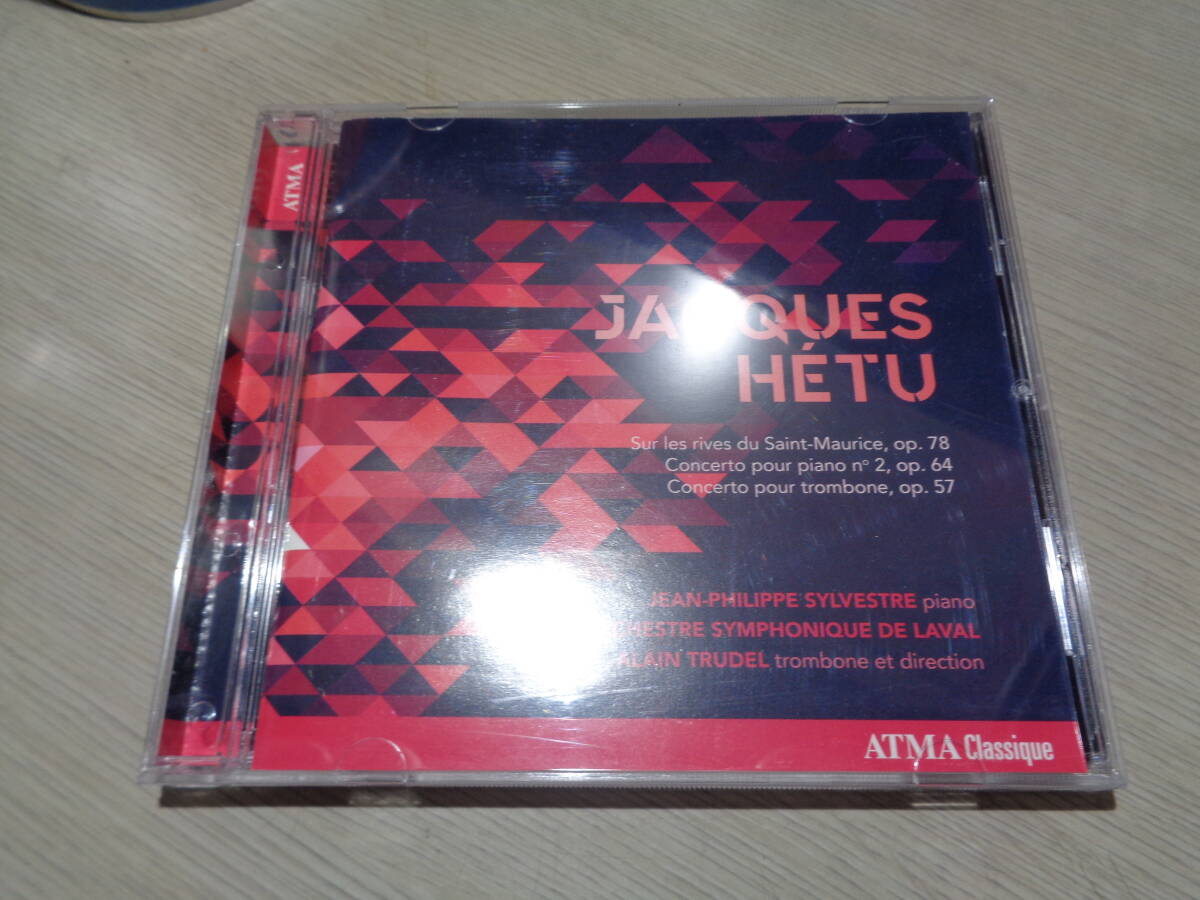 ATMA
JACQUES
HÉTU
Sur les rives du Saint-Maurice, op. 78
Concerto pour piano nº 2, op. 64
Concerto pour trombone, op. 57
JEAN-PHILIPPE SYLVESTRE piano
SYMPHONIQUE DE LAVAL
ALAIN TRUDEL trombone et direction
ATMA Classique